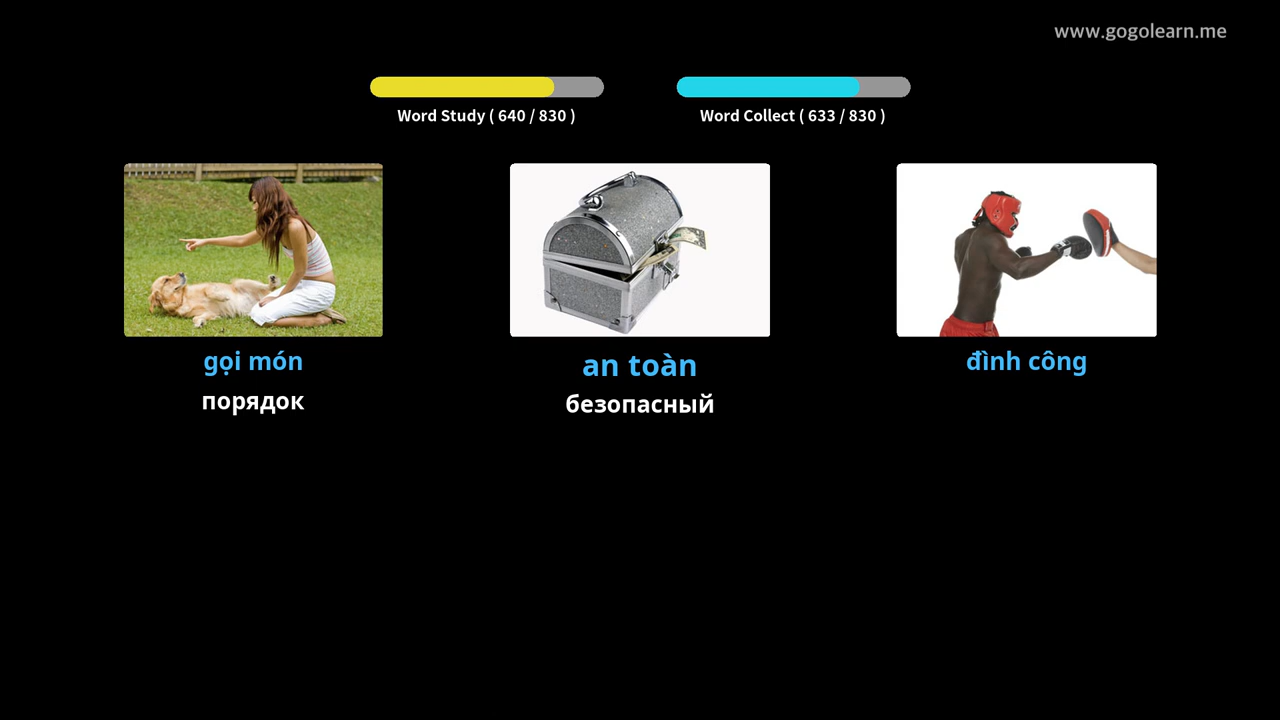 www.gogolearn.me
Word Study ( 640 / 830 )
Word Collect ( 633 / 830 )
gọi món
порядок
an toàn
безопасный
đình công